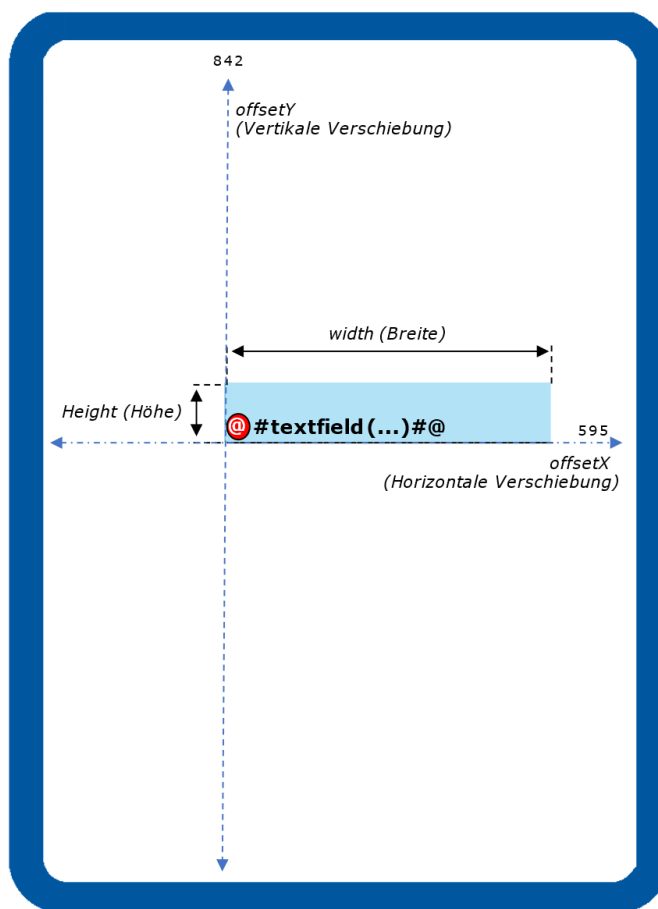 842
offsetY
(Vertikale Verschiebung)
width (Breite)
Height (Höhe)
@#textfield(...)#@
595
offsetX
(Horizontale Verschiebung)